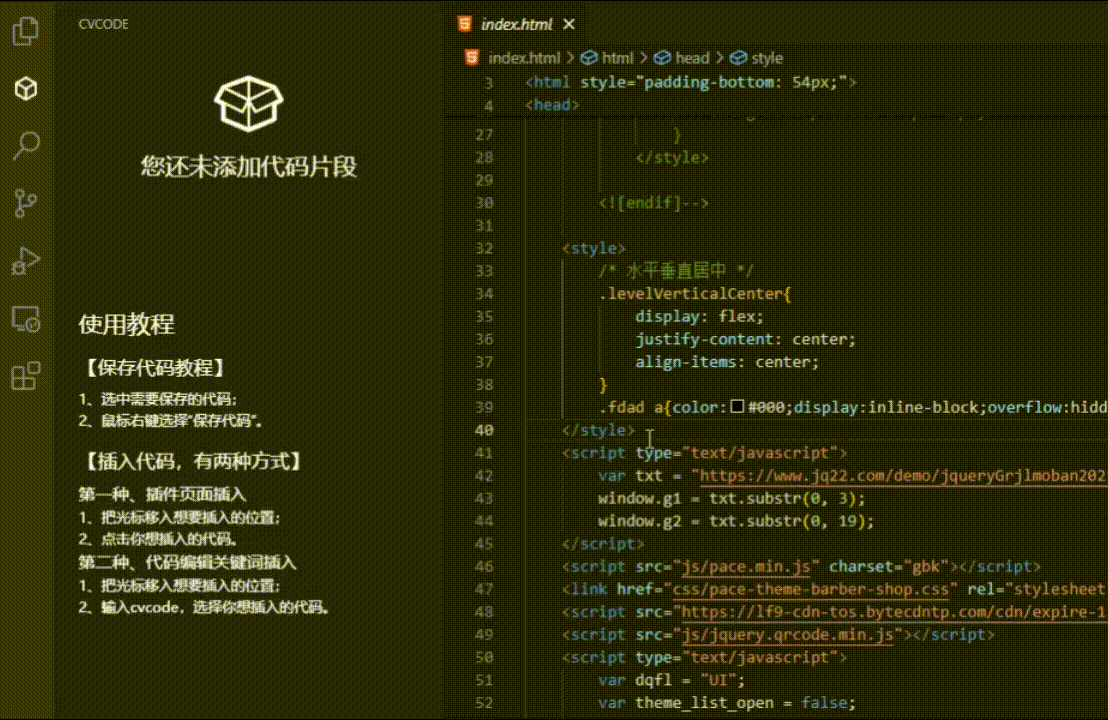 CVCODE
您还未添加代码片段
使用教程
【保存代码教程】
1、选中需要保存的代码；
2、鼠标右键选择“保存代码”。
【插入代码，有两种方式】
第一种、插件页面插入
1、把光标移入想要插入的位置；
2、点击你想插入的代码。
第二种、代码编辑关键词插入
1、把光标移入想要插入的位置；
2、输入cvcode，选择你想插入的代码。
index.html
index.html > html > head > style
3 <html style="padding-bottom: 54px;">
4 <head>
27 }
28 </style>
29
30 <![endif]-->
31
32 <style>
33 /* 水平垂直居中 */
34 .levelVerticalCenter{
35 display: flex;
36 justify-content: center;
37 align-items: center;
38 }
39 .fdad a{color:#000;display:inline-block;overflow:hidd
40 </style>
41 <script type="text/javascript">
42 var txt = "https://www.jq22.com/demo/jqueryGrjlmoban202
43 window.g1 = txt.substr(0, 3);
44 window.g2 = txt.substr(0, 19);
45 </script>
46 <script src="js/pace.min.js" charset="gbk"></script>
47 <link href="css/pace-theme-barber-shop.css" rel="stylesheet
48 <script src="https://lf9-cdn-tos.bytecdntp.com/cdn/expire-1
49 <script src="js/jquery.qrcode.min.js"></script>
50 <script type="text/javascript">
51 var dqfl = "UI";
52 var theme_list_open = false;